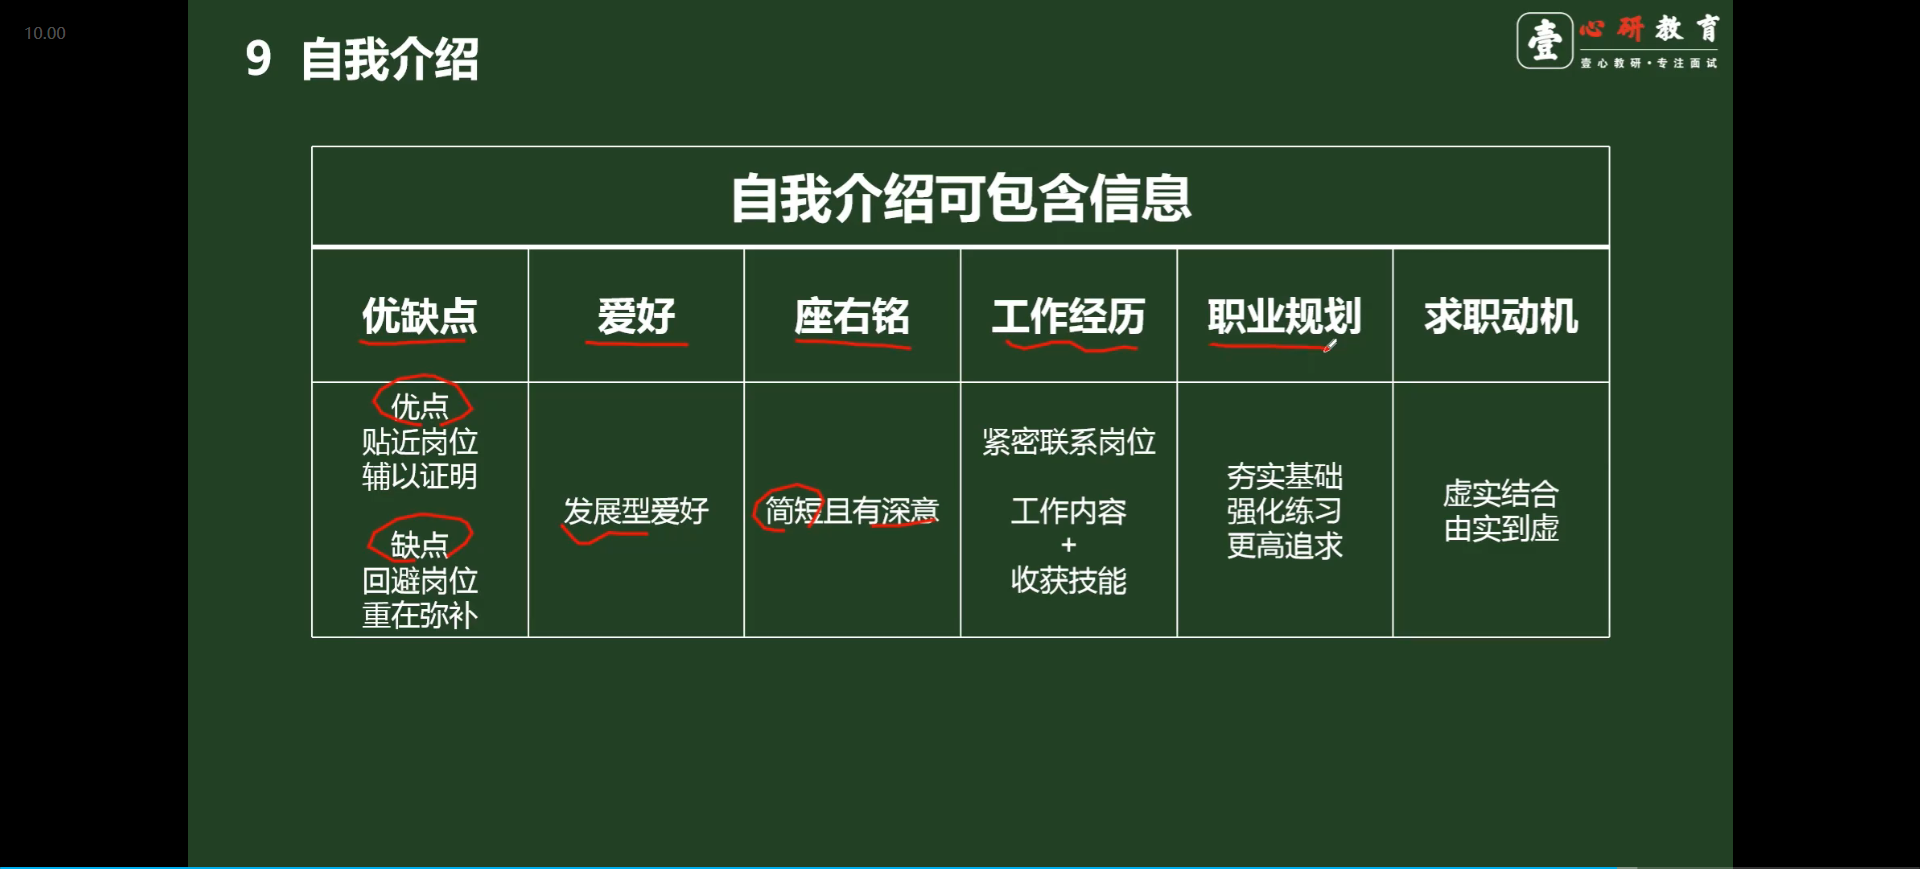 10.00
9 自我介绍
壹 心研教育
壹心教研•专注面试
自我介绍可包含信息
优缺点 爱好 座右铭 工作经历 职业规划 求职动机
优点
贴近岗位
辅以证明
缺点
回避岗位
重在弥补
发展型爱好
简短且有深意
紧密联系岗位
工作内容
+
收获技能
夯实基础
强化练习
更高追求
虚实结合
由实到虚